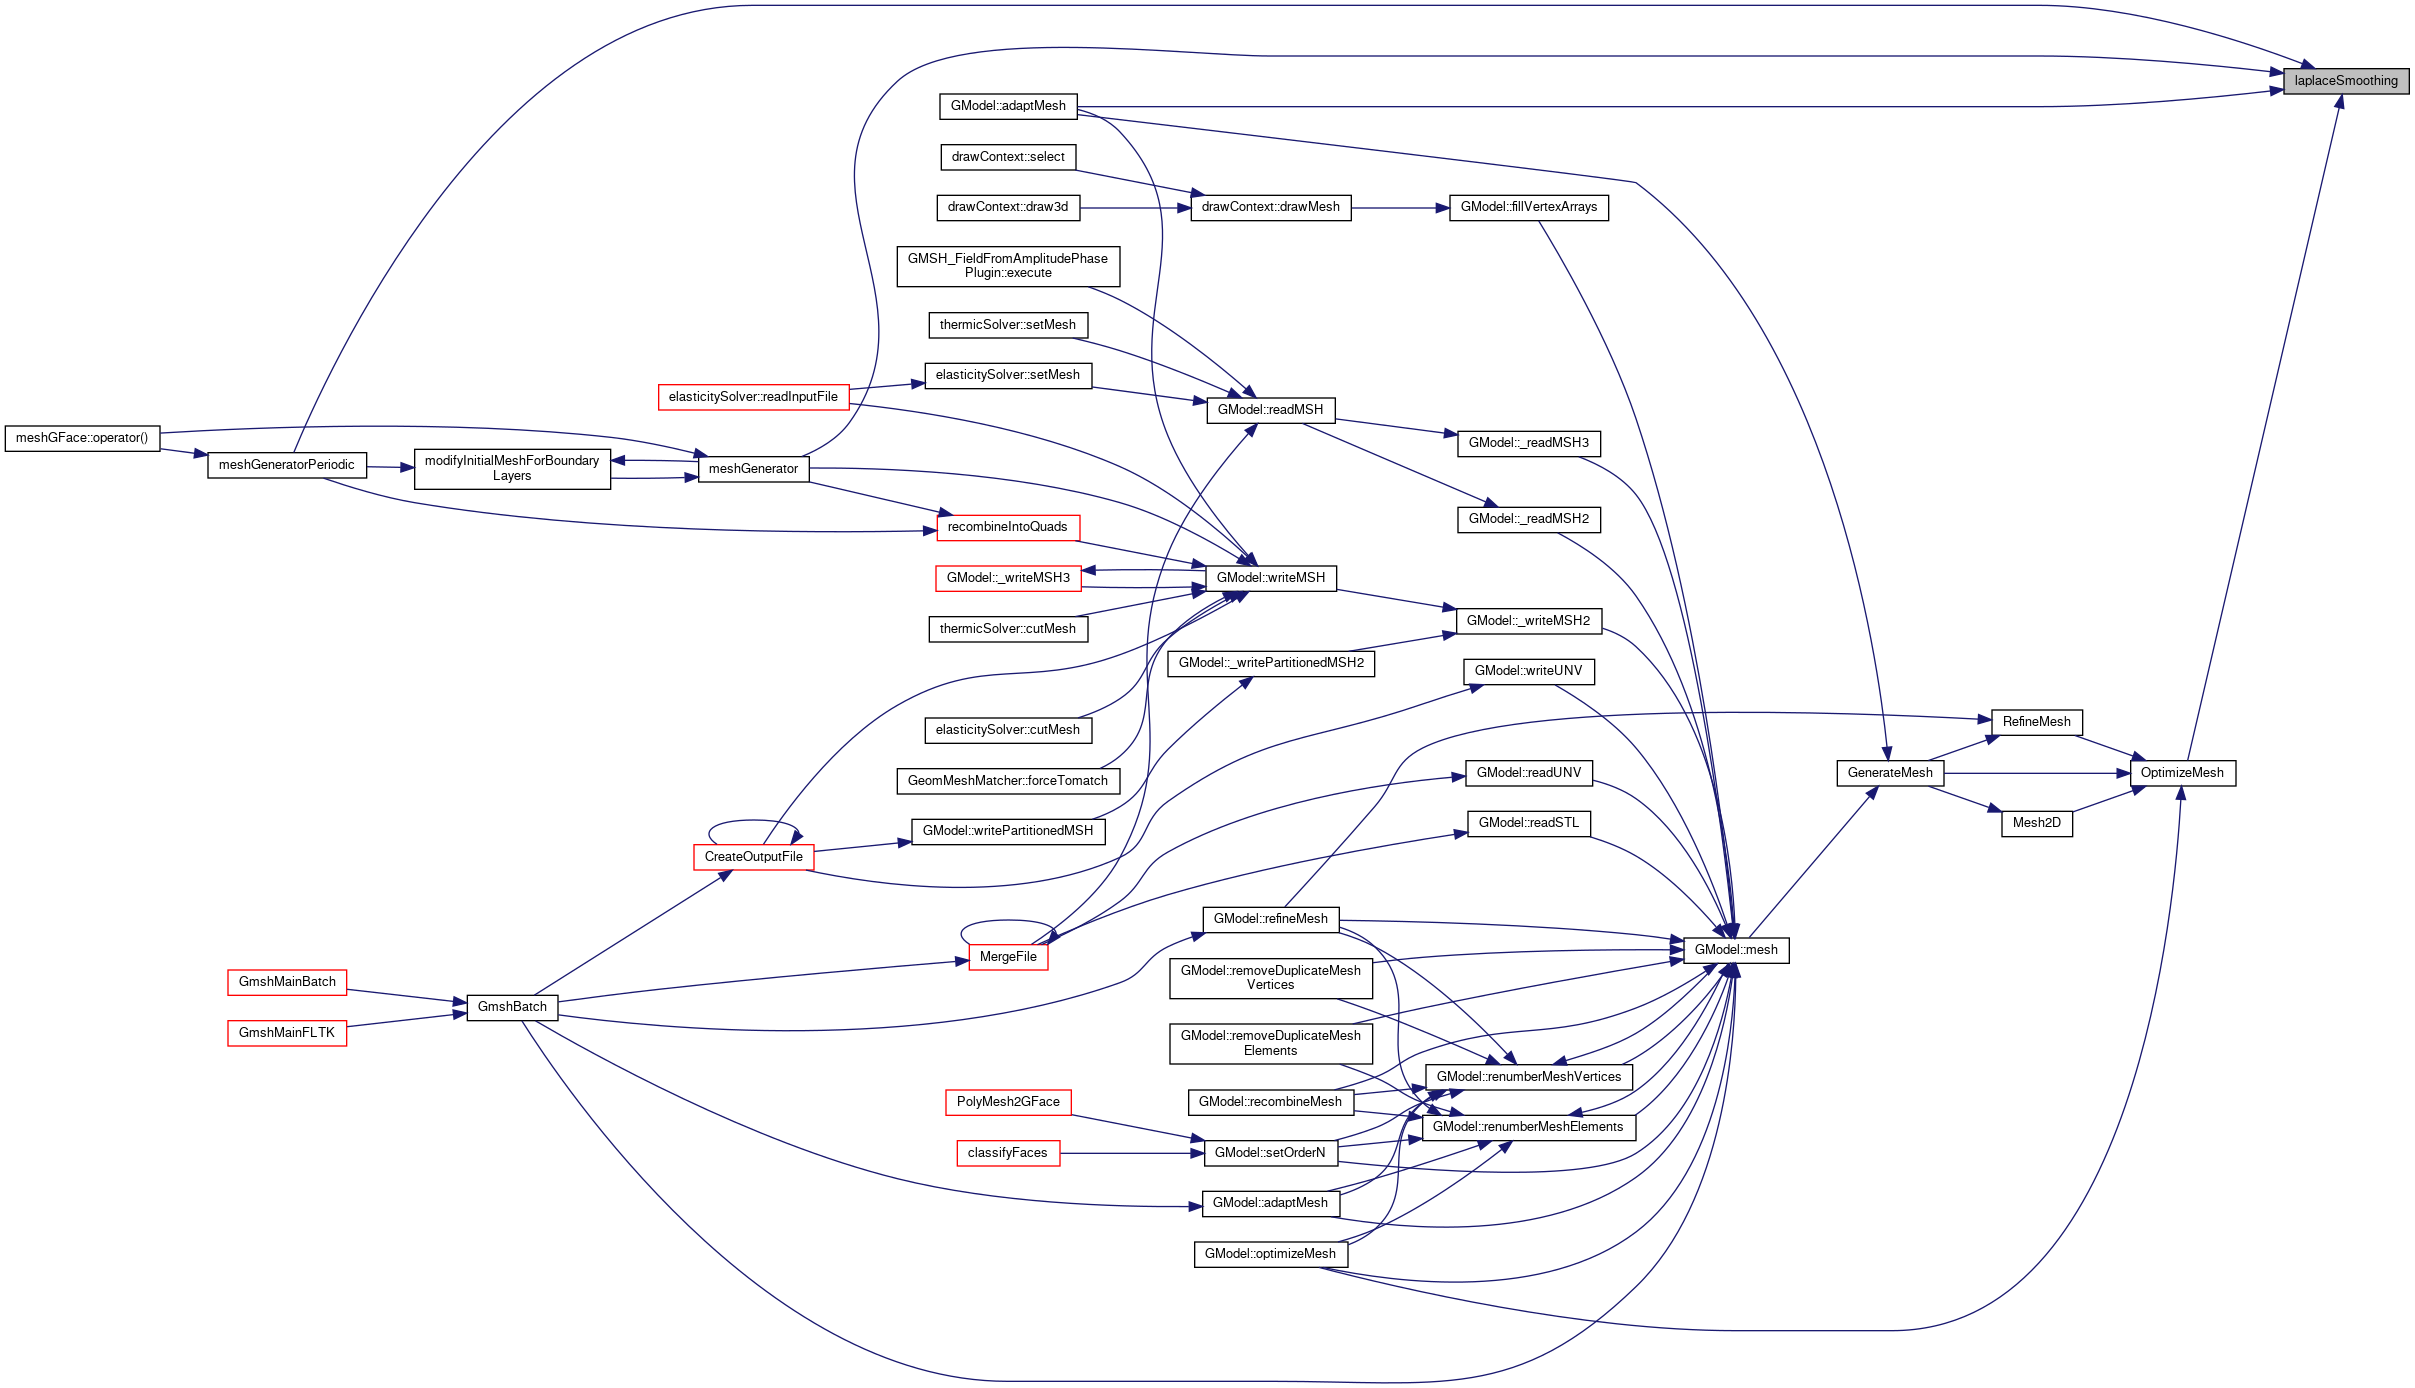 laplaceSmoothing
GModel::adaptMesh
drawContext::select
drawContext::draw3d
drawContext::drawMesh
GModel::fillVertexArrays
GMSH_FieldFromAmplitudePhase
Plugin::execute
thermicSolver::setMesh
elasticitySolver::setMesh
elasticitySolver::readInputFile
GModel::readMSH
meshGFace::operator()
GModel::_readMSH3
meshGeneratorPeriodic
modifyInitialMeshForBoundary
Layers
meshGenerator
GModel::_readMSH2
recombineIntoQuads
GModel::_writeMSH3
GModel::writeMSH
thermicSolver::cutMesh
GModel::_writeMSH2
GModel::_writePartitionedMSH2
GModel::writeUNV
elasticitySolver::cutMesh
RefineMesh
GeomMeshMatcher::forceTomatch
GModel::readUNV
GenerateMesh
OptimizeMesh
GModel::writePartitionedMSH
GModel::readSTL
Mesh2D
CreateOutputFile
GModel::refineMesh
MergeFile
GModel::mesh
GmshMainBatch
GModel::removeDuplicateMesh
Vertices
GmshBatch
GmshMainFLTK
GModel::removeDuplicateMesh
Elements
GModel::renumberMeshVertices
PolyMesh2GFace
GModel::recombineMesh
GModel::renumberMeshElements
classifyFaces
GModel::setOrderN
GModel::adaptMesh
GModel::optimizeMesh